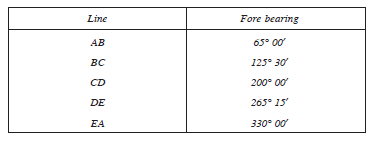 Line Fore bearing
AB 65° 00′
BC 125° 30′
CD 200° 00′
DE 265° 15′
EA 330° 00′